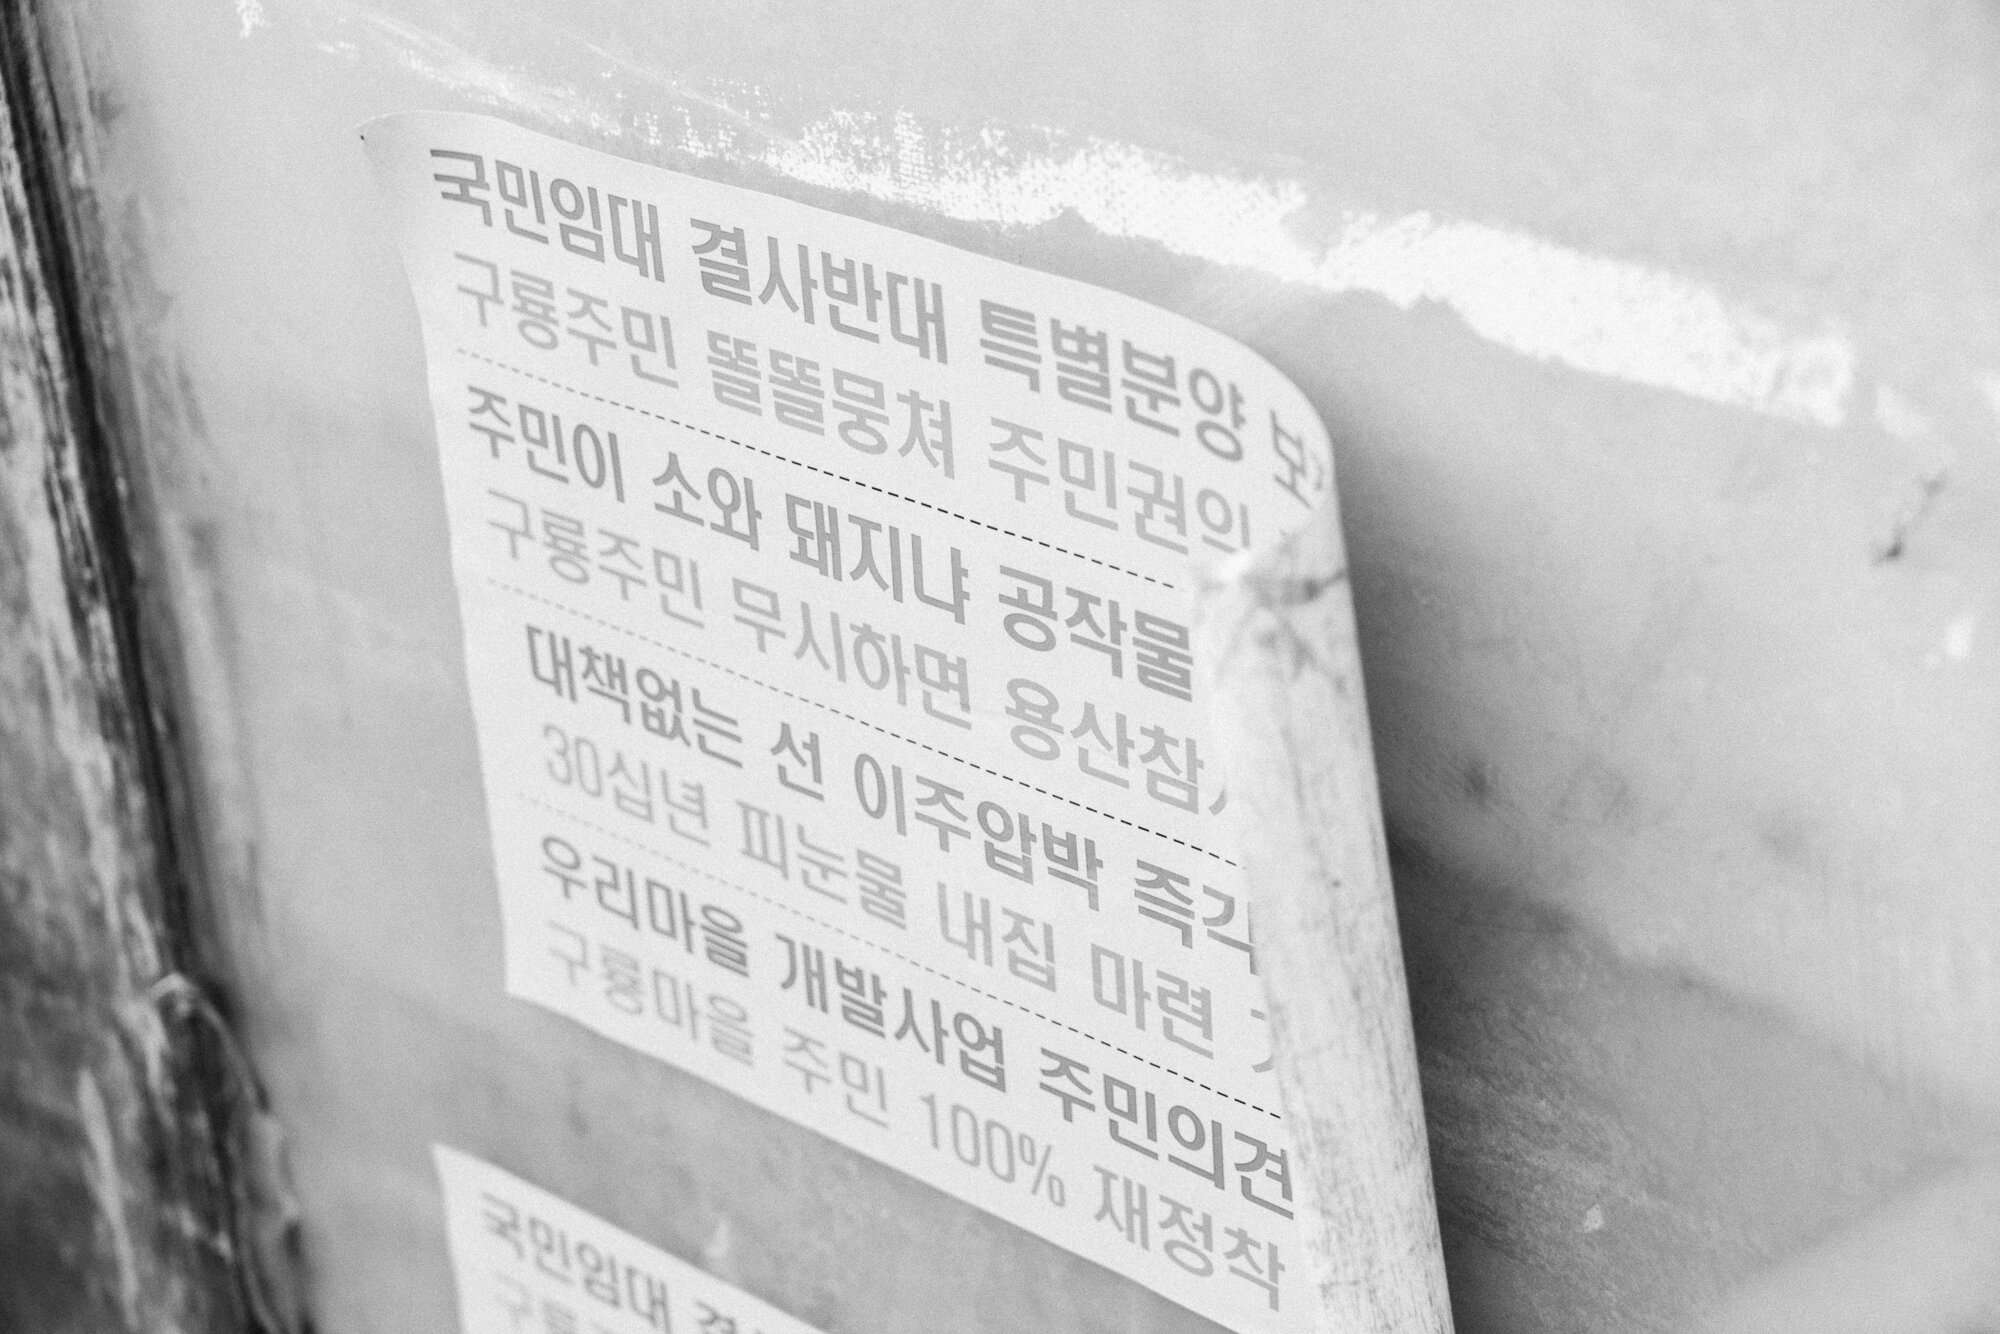 국민임대 결사반대 특별분양 보
구룡주민 똘똘뭉쳐 주민권익
주민이 소와 돼지냐 공작물
구룡주민 무시하면 용산참
대책없는 선 이주압박 즉각
30십년 피눈물 내집 마련
우리마을 개발사업 주민의견
구룡마을 주민 100% 재정착
국민임대